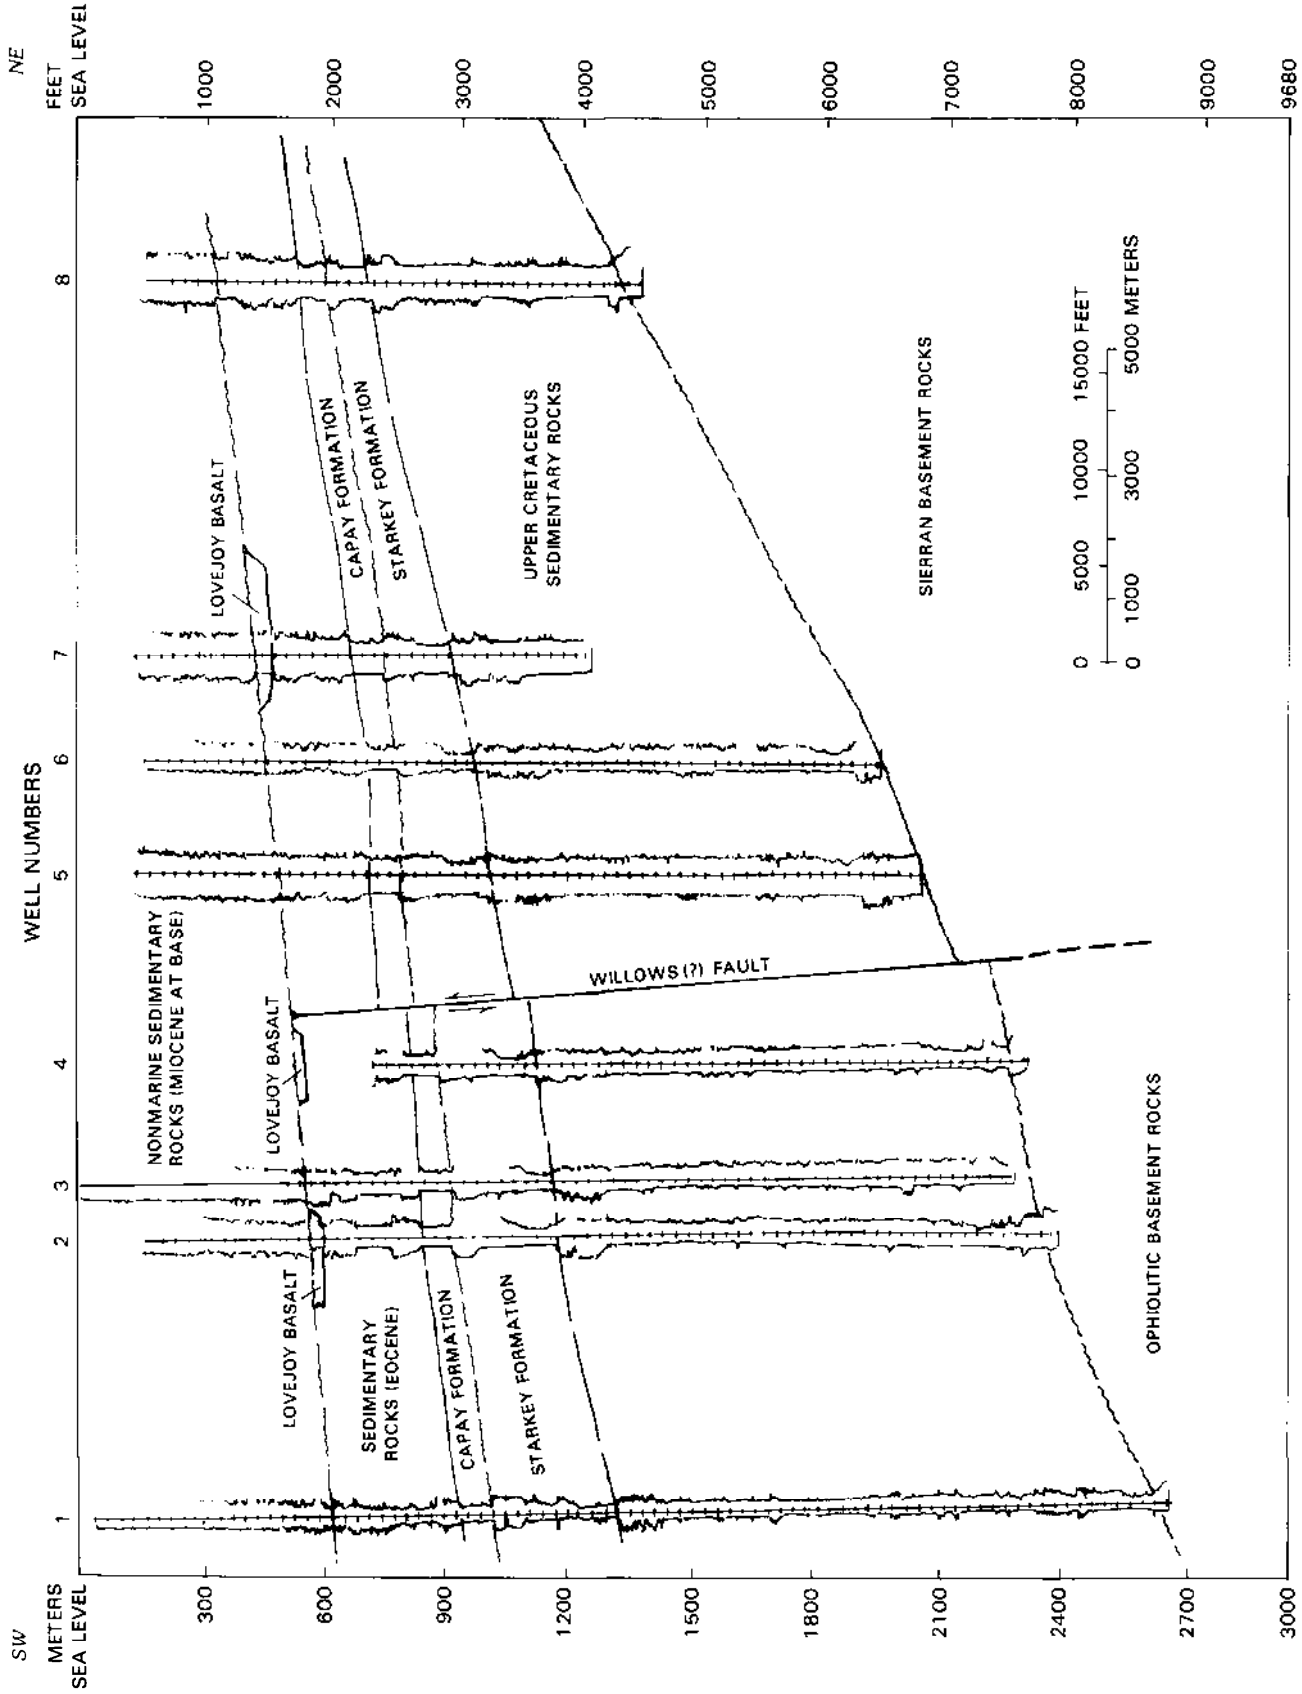 SW
NE
WELL NUMBERS
METERS
SEA LEVEL
FEET
SEA LEVEL
1
2
3
4
5
6
7
8
300
600
900
1200
1500
1800
2100
2400
2700
3000
1000
2000
3000
4000
5000
6000
7000
8000
9000
9680
NONMARINE SEDIMENTARY
ROCKS (MIOCENE AT BASE)
LOVEJOY BASALT
LOVEJOY BASALT
LOVEJOY BASALT
SEDIMENTARY
ROCKS (EOCENE)
CAPAY FORMATION
STARKEY FORMATION
CAPAY FORMATION
STARKEY FORMATION
WILLOWS (?) FAULT
UPPER CRETACEOUS
SEDIMENTARY ROCKS
SIERRAN BASEMENT ROCKS
OPHIOLITIC BASEMENT ROCKS
0 5000 10000 15000 FEET
0 1000 3000 5000 METERS